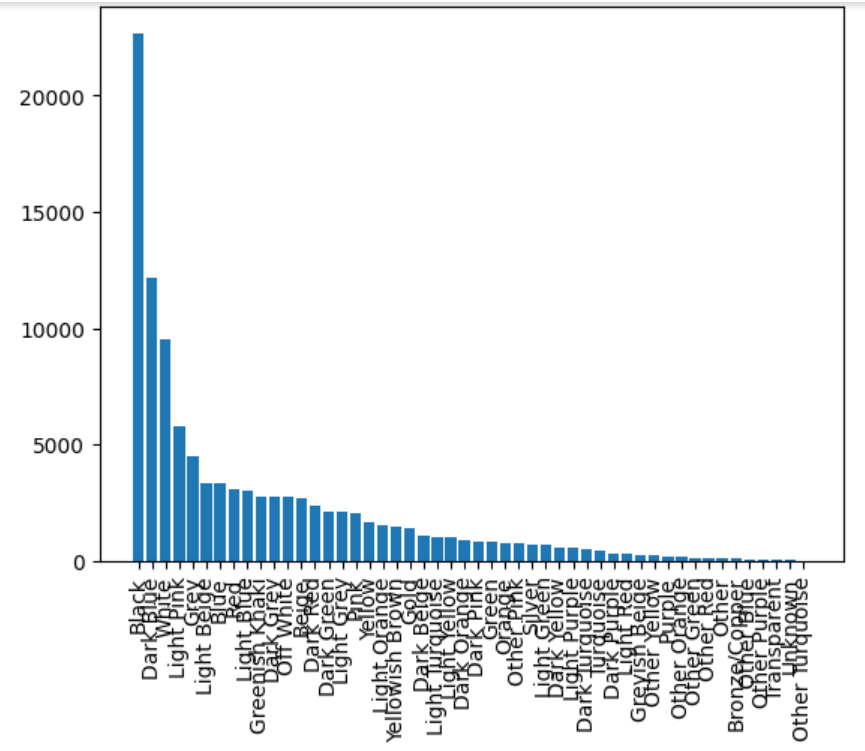 20000
15000
10000
5000
0
Black
Dark Blue
White
Light Pink
Grey
Light Beige
Blue
Red
Light Blue
Greenish Khaki
Dark Grey
Off White
Beige
Dark Red
Dark Green
Light Grey
Pink
Yellow
Light Orange
Yellowish Brown
Gold
Dark Beige
Light Turquoise
Light Yellow
Dark Orange
Dark Pink
Green
Orange
Other Pink
Silver
Light Green
Dark Yellow
Light Purple
Dark Turquoise
Turquoise
Dark Purple
Light Red
Greyish Beige
Other Yellow
Purple
Other Orange
Other Green
Other Red
Other
Bronze/Copper
Other Blue
Other Purple
Transparent
Unknown
Other Turquoise